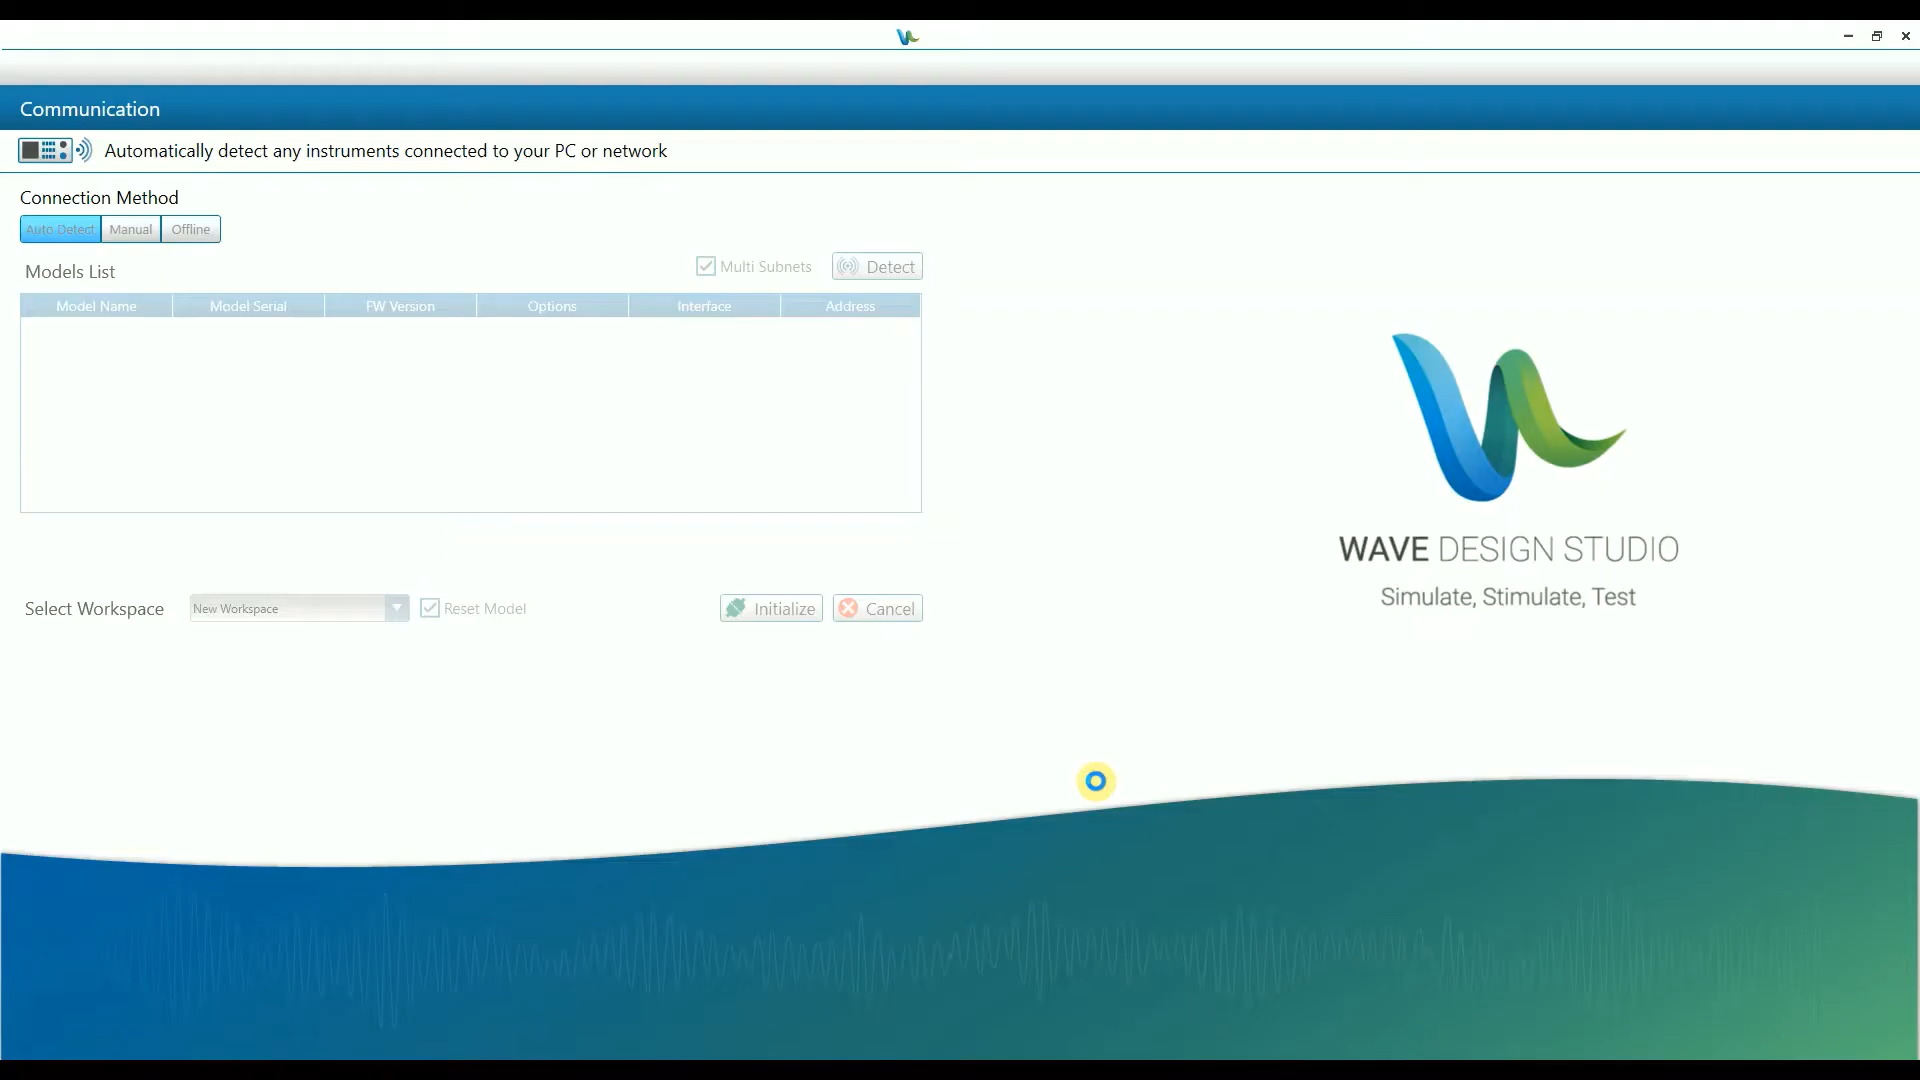 Communication
Automatically detect any instruments connected to your PC or network
Connection Method
Auto Detect Manual Offline
Models List
Multi Subnets Detect
Model Name Model Serial FW Version Options Interface Address
WAVE DESIGN STUDIO
Simulate, Stimulate, Test
Select Workspace New Workspace Reset Model Initialize Cancel